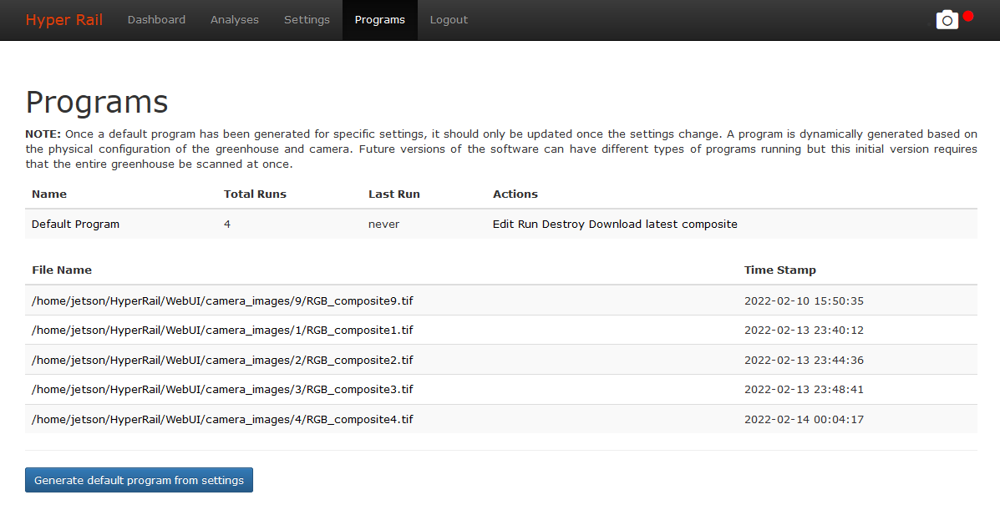 Hyper Rail Dashboard Analyses Settings Programs Logout
Programs
NOTE: Once a default program has been generated for specific settings, it should only be updated once the settings change. A program is dynamically generated based on
the physical configuration of the greenhouse and camera. Future versions of the software can have different types of programs running but this initial version requires
that the entire greenhouse be scanned at once.
Name Total Runs Last Run Actions
Default Program 4 never Edit Run Destroy Download latest composite
File Name Time Stamp
/home/jetson/HyperRail/WebUI/camera_images/9/RGB_composite9.tif 2022-02-10 15:50:35
/home/jetson/HyperRail/WebUI/camera_images/1/RGB_composite1.tif 2022-02-13 23:40:12
/home/jetson/HyperRail/WebUI/camera_images/2/RGB_composite2.tif 2022-02-13 23:44:36
/home/jetson/HyperRail/WebUI/camera_images/3/RGB_composite3.tif 2022-02-13 23:48:41
/home/jetson/HyperRail/WebUI/camera_images/4/RGB_composite4.tif 2022-02-14 00:04:17
Generate default program from settings